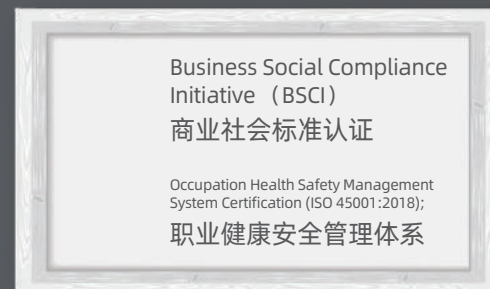 Business Social Compliance
Initiative（BSCI）
商业社会标准认证
Occupation Health Safety Management
System Certification (ISO 45001:2018);
职业健康安全管理体系